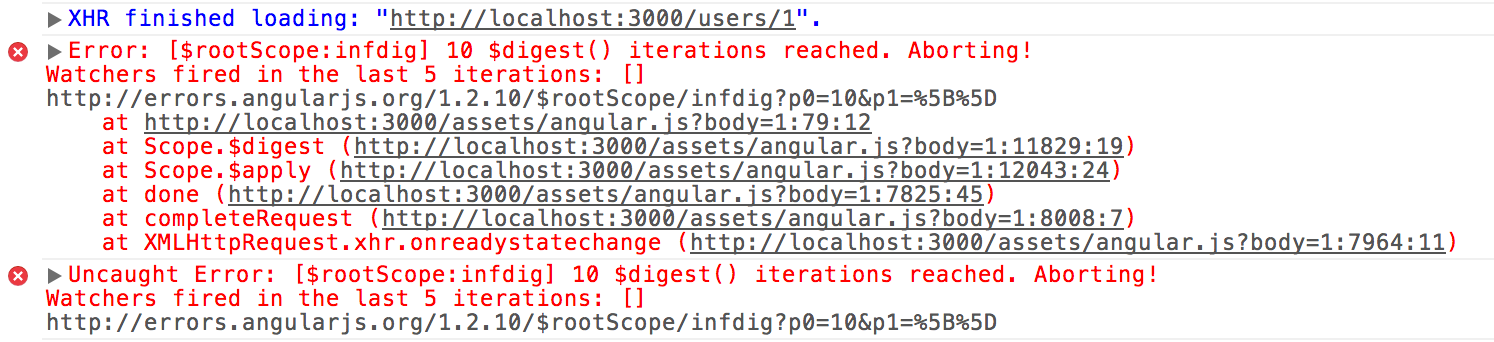 XHR finished loading: "http://localhost:3000/users/1".
Error: [$rootScope:infdig] 10 $digest() iterations reached. Aborting!
Watchers fired in the last 5 iterations: []
http://errors.angularjs.org/1.2.10/$rootScope/infdig?p0=10&p1=%5B%5D
at http://localhost:3000/assets/angular.js?body=1:79:12
at Scope.$digest (http://localhost:3000/assets/angular.js?body=1:11829:19)
at Scope.$apply (http://localhost:3000/assets/angular.js?body=1:12043:24)
at done (http://localhost:3000/assets/angular.js?body=1:7825:45)
at completeRequest (http://localhost:3000/assets/angular.js?body=1:8008:7)
at XMLHttpRequest.xhr.onreadystatechange (http://localhost:3000/assets/angular.js?body=1:7964:11)
Uncaught Error: [$rootScope:infdig] 10 $digest() iterations reached. Aborting!
Watchers fired in the last 5 iterations: []
http://errors.angularjs.org/1.2.10/$rootScope/infdig?p0=10&p1=%5B%5D